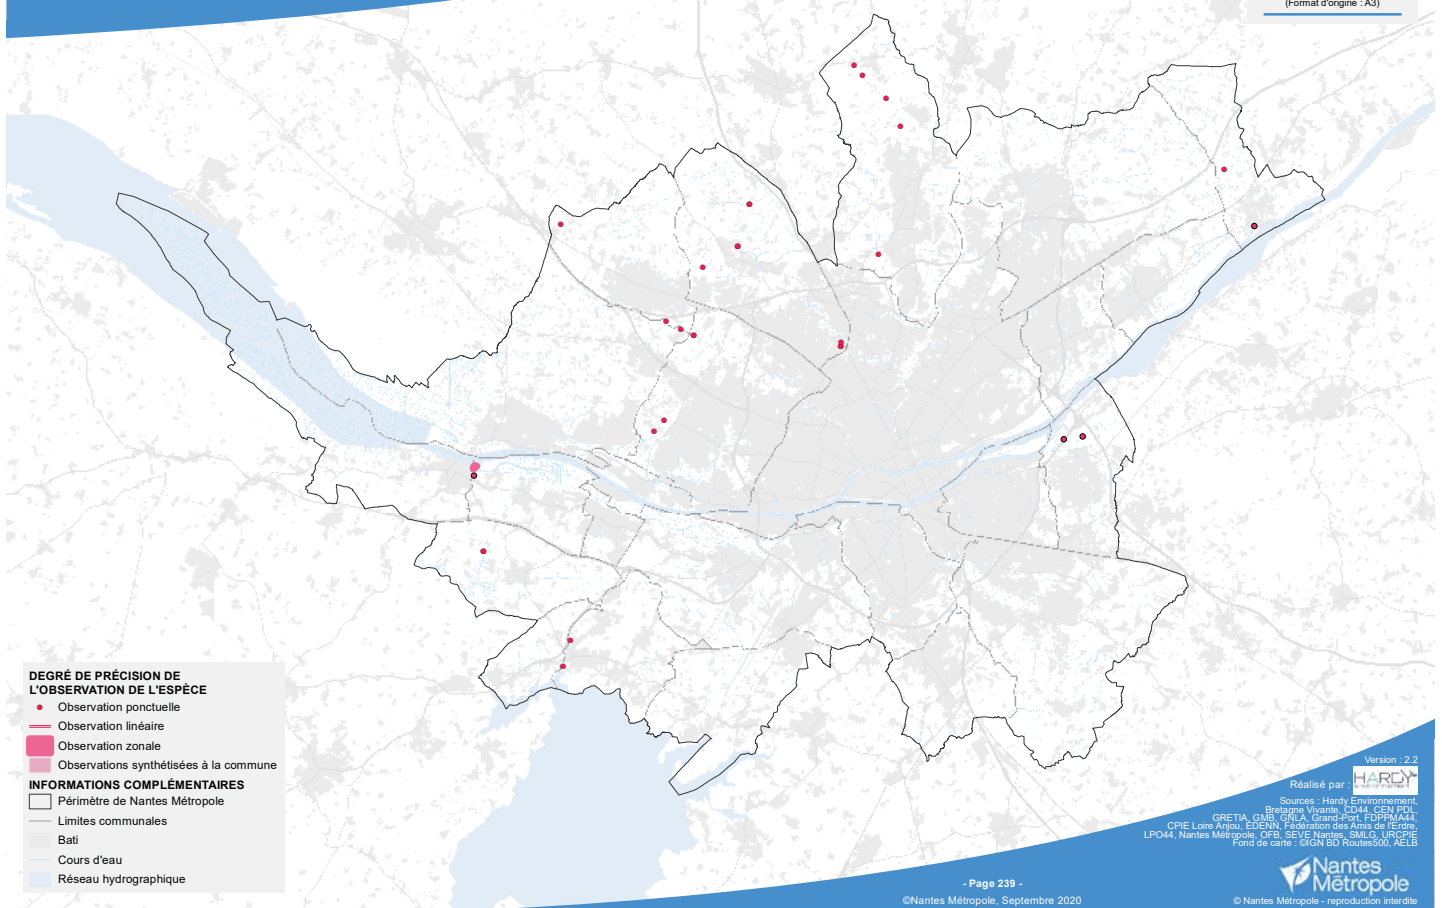 (Format d'origine : A3)
DEGRÉ DE PRÉCISION DE
L'OBSERVATION DE L'ESPÈCE
Observation ponctuelle
Observation linéaire
Observation zonale
Observations synthétisées à la commune
INFORMATIONS COMPLÉMENTAIRES
Périmètre de Nantes Métropole
Limites communales
Bati
Cours d'eau
Réseau hydrographique
Version : 2.2
Réalisé par :
HARDY
Sources : Hardy Environnement,
Bretagne Vivante, CD44, CEN PDL,
GRETIA, GMB, GNLA, Grand-Port, FDPPMA44,
CPIE Loire Anjou, EDENN, Fédération des Amis de l'Erdre,
LPO44, Nantes Métropole, OFB, SEVE Nantes, SMLG, URCPIE
Fond de carte : ©IGN BD Routes500, AELB
Nantes
Métropole
- Page 239 -
©Nantes Métropole, Septembre 2020
© Nantes Métropole - reproduction interdite